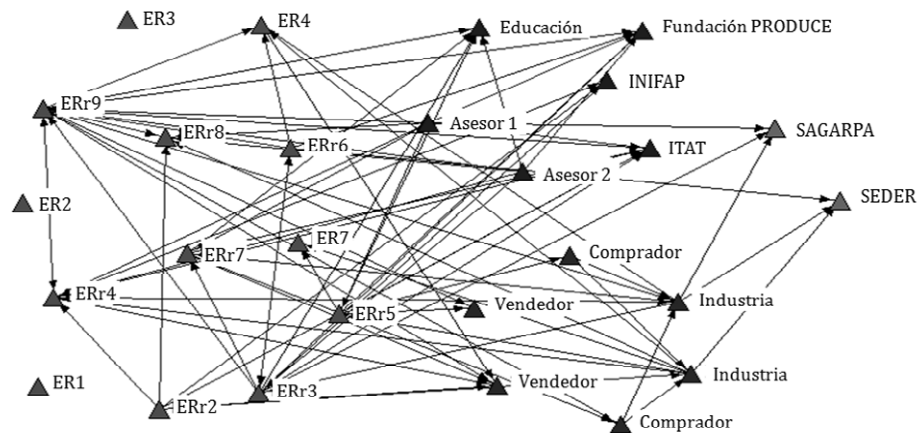 ER3
ER4
Educación
Fundación PRODUCE
INIFAP
ERr9
ERr8
ERr6
Asesor 1
SAGARPA
ITAT
Asesor 2
ER2
SEDER
ERr7
ER7
Comprador
ERr4
ERr5
Vendedor
Industria
ER1
ERr2
ERr3
Vendedor
Industria
Comprador